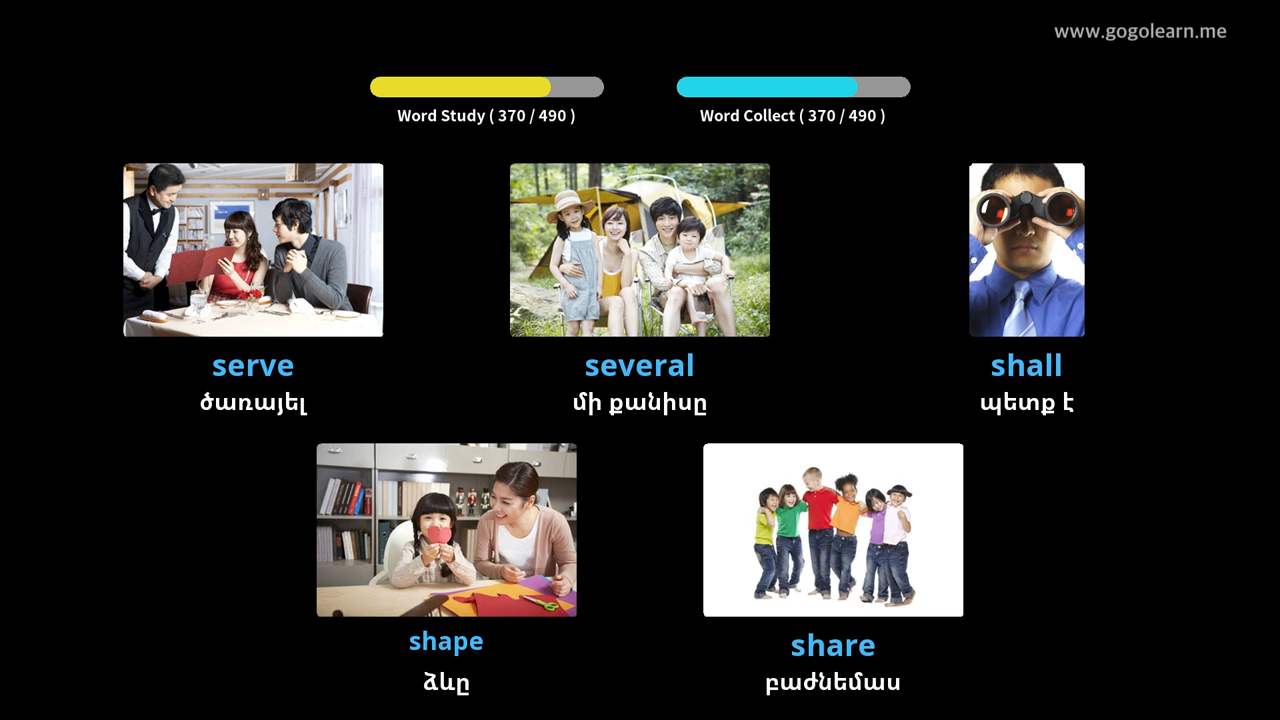 www.gogolearn.me
Word Study ( 370 / 490 )
Word Collect ( 370 / 490 )
serve
ծառայել
several
մի քանիսը
shall
պետք է
shape
ձևը
share
բաժնեմաս